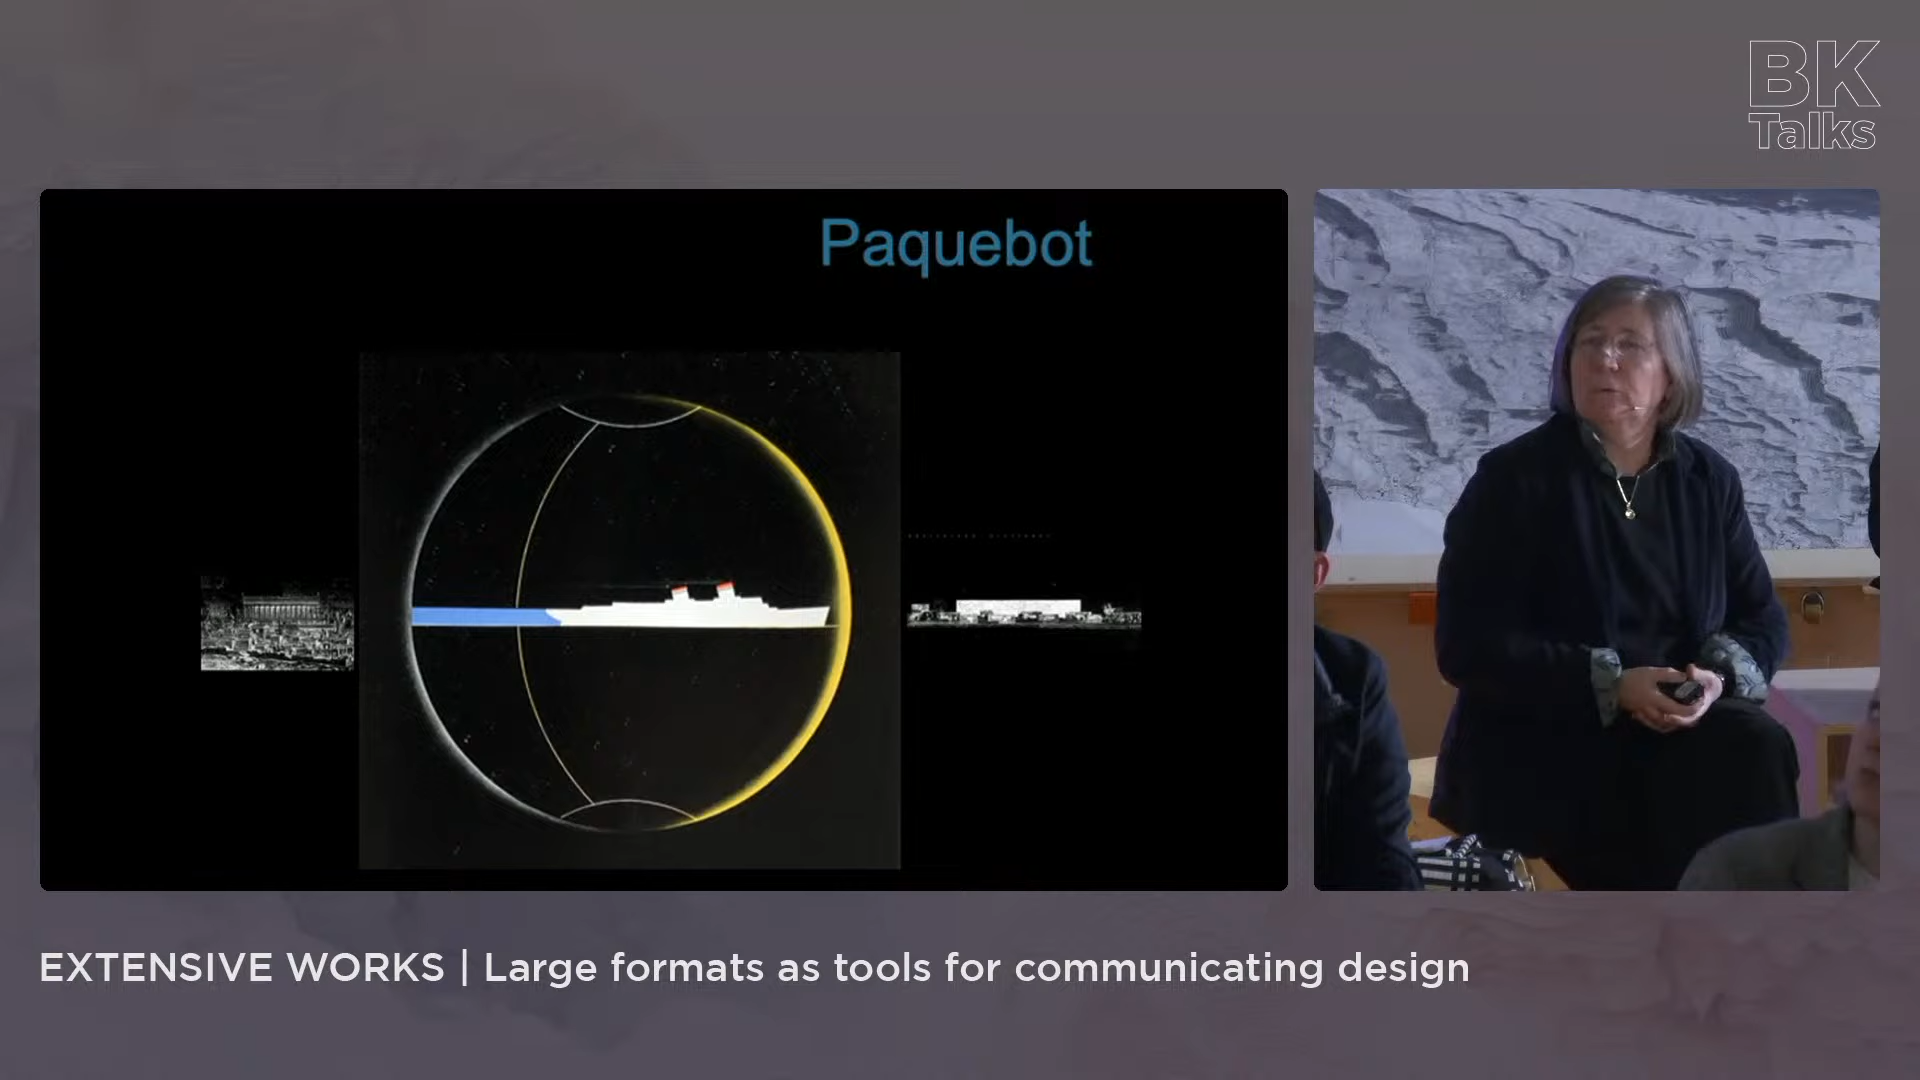 BK
Talks
Paquebot
EXTENSIVE WORKS | Large formats as tools for communicating design